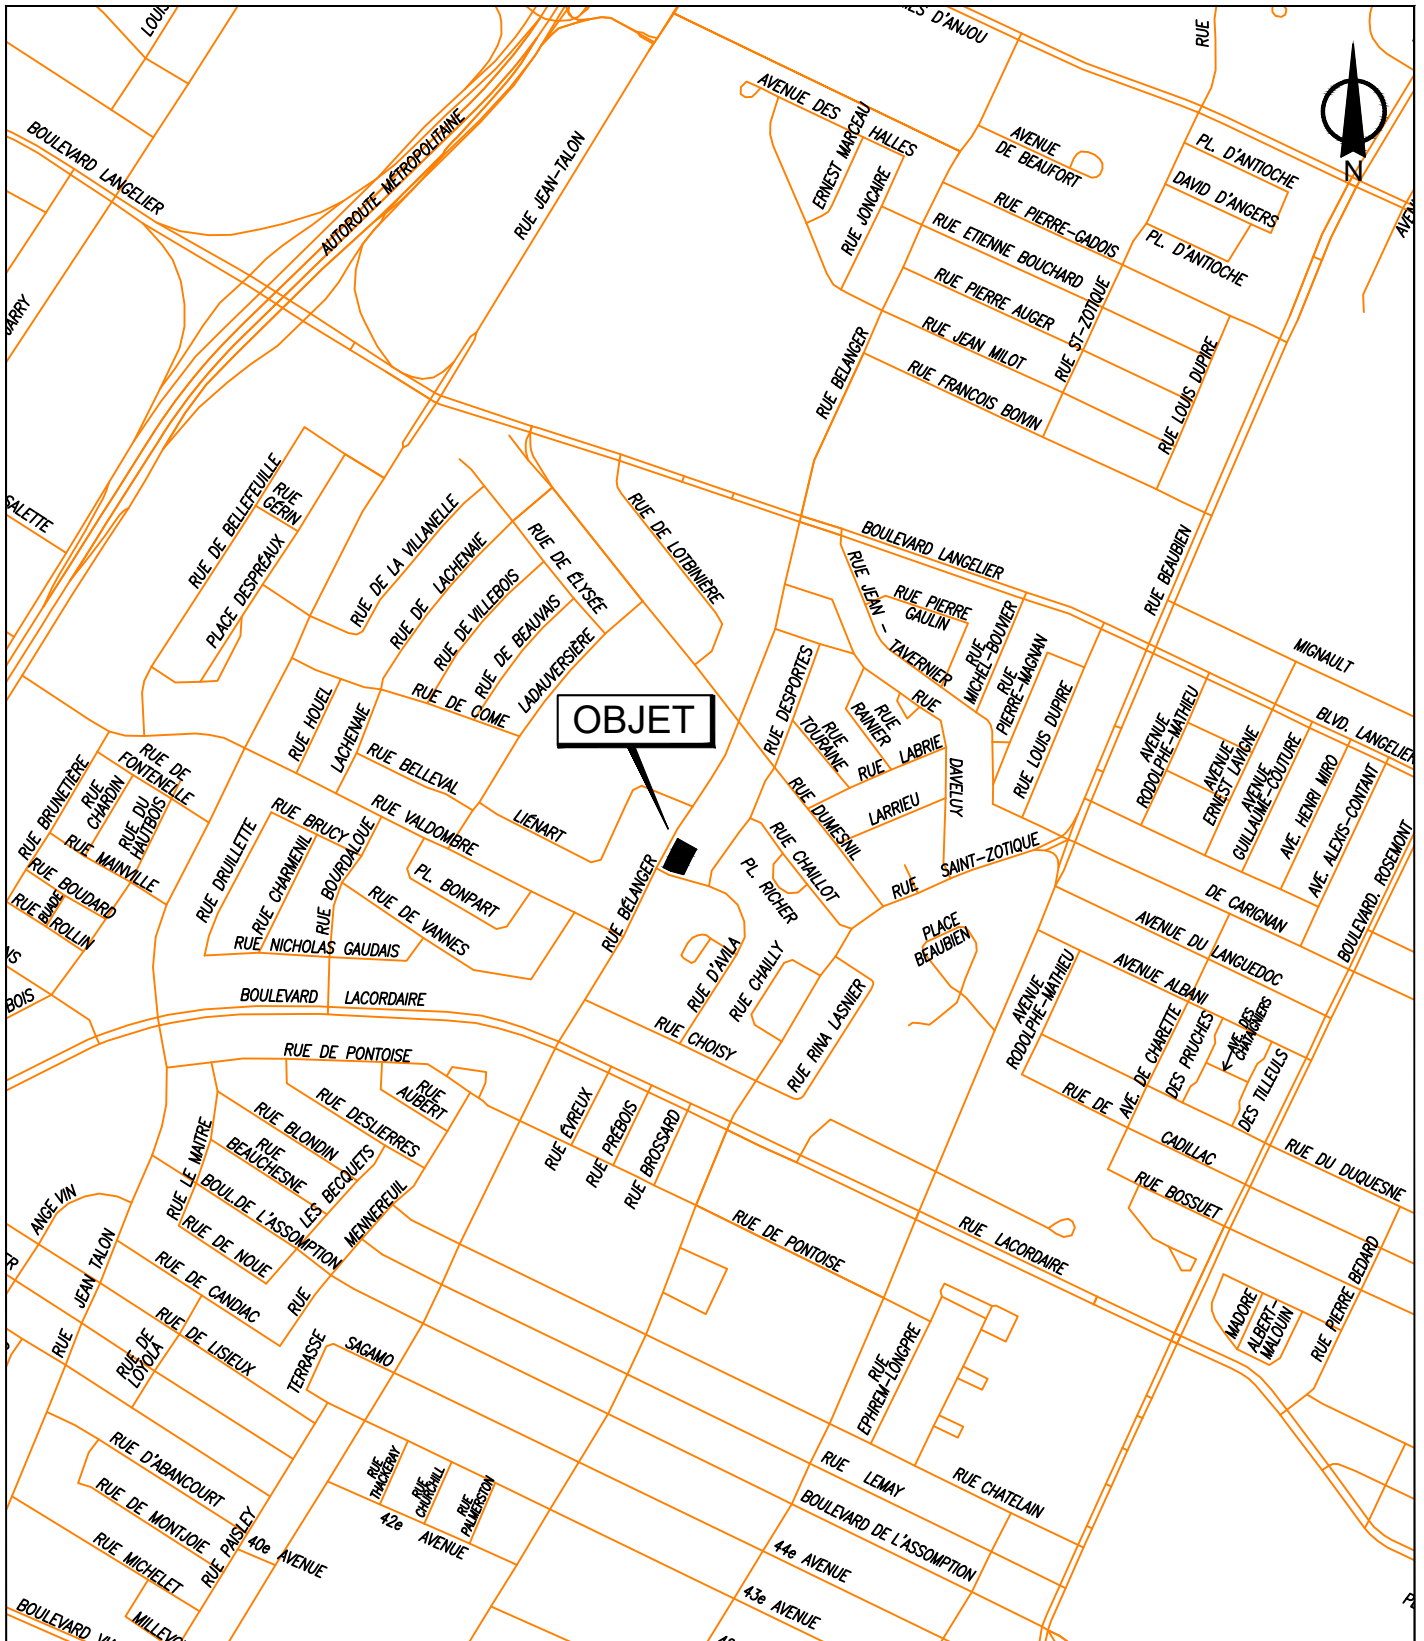 D'ANJOU
RUE
BOULEVARD LANGELIER
AUTOROUTE MÉTROPOLITAINE
RUE JEAN-TALON
AVENUE DES HALLES
ERNEST MARCEAU
RUE JONCAIRE
AVENUE
DE BEAUFORT
PL. D'ANTIOCHE
DAVID D'ANGERS
PL. D'ANTIOCHE
N
RUE PIERRE-GADOIS
RUE ETIENNE BOUCHARD
RUE PIERRE AUGER
RUE JEAN MILOT
RUE FRANCOIS BOIVIN
RUE ST-ZOTIQUE
RUE LOUIS DUPIRE
RUE BELANGER
RUE DE BELLEFEUILLE
RUE
GERIN
PLACE DESPRÉAUX
RUE DE LA VILLANELLE
RUE DE LACHENAIE
RUE DE VILLEBOIS
RUE DE BEAUVAIS
RUE DE ÉLYSÉE
LADAUVERSIÈRE
RUE DE COME
RUE DE LOTBINIÈRE
BOULEVARD LANGELIER
RUE BEAUBIEN
RUE JEAN - TAVERNIER
RUE PIERRE
GAULIN
RUE
MICHEL-BOUVIER
RUE
PIERRE-MAGNAN
RUE LOUIS DUPIRE
MIGNAULT
BLVD. LANGELIER
AVENUE
RODOLPHE-MATHIEU
AVENUE
ERNEST LAVIGNE
AVENUE
GUILLAUME-COUTURE
AVE. HENRI MIRO
AVE. ALEXIS-CONTANT
BOULEVARD. ROSEMONT
OBJET
RUE HOUEL
LACHENAIE
RUE BELLEVAL
RUE VALDOMBRE
LIÉNART
RUE DESPORTES
RUE
TOURAINE
RUE
RAINIER
RUE LABRIE
RUE
DAVELUY
LARRIEU
RUE DUMESNIL
RUE CHAILLOT
PL. RICHER
RUE SAINT-ZOTIQUE
PLACE
BEAUBIEN
RUE DE
FONTENELLE
RUE BRUNETIÈRE
RUE
CHARDIN
RUE DU
HAUTBOIS
RUE MAINVILLE
RUE BOUDARD
BUADE
RUE ROLLIN
RUE DRUILLETTE
RUE BRUCY
RUE CHARMENIL
RUE BOURDALOUE
RUE NICHOLAS GAUDAIS
PL. BONPART
RUE DE VANNES
RUE BÉLANGER
RUE D'AVILA
RUE CHAILLY
RUE CHOISY
RUE RINA LASNIER
DE CARIGNAN
AVENUE DU LANGUEDOC
AVENUE ALBANI
AVENUE
RODOLPHE-MATHIEU
AVE. DE CHARETTE
DES PRUCHES
AVE. DES
CHATAIGNIERS
DES TILLEULS
RUE DE CADILLAC
RUE DU DUQUESNE
RUE BOSSUET
BOULEVARD LACORDAIRE
RUE DE PONTOISE
RUE
AUBERT
RUE DESLIERRES
RUE BLONDIN
RUE
BEAUCHESNE
RUE LE MAITRE
BOUL.DE L'ASSOMPTION
LES BECQUETS
RUE MENNEREUIL
RUE DE NOUE
RUE ÉVREUX
RUE PRÉBOIS
RUE BROSSARD
RUE DE PONTOISE
RUE LACORDAIRE
ANGE VIN
RUE JEAN TALON
RUE DE CANDIAC
RUE DE LISIEUX
RUE DE
LOYOLA
TERRASSE SAGAMO
RUE
EPHREM-LONGPRE
MADORE
ALBERT-
MALOUIN
RUE PIERRE BEDARD
RUE D'ABANCOURT
RUE DE MONTJOIE
RUE MICHELET
RUE PAISLEY
40e AVENUE
RUE
THACKERAY
RUE
CHURCHILL
RUE
PALMERSTON
42e AVENUE
RUE LEMAY
RUE CHATELAIN
BOULEVARD DE L'ASSOMPTION
44e AVENUE
43e AVENUE
BOULEVARD